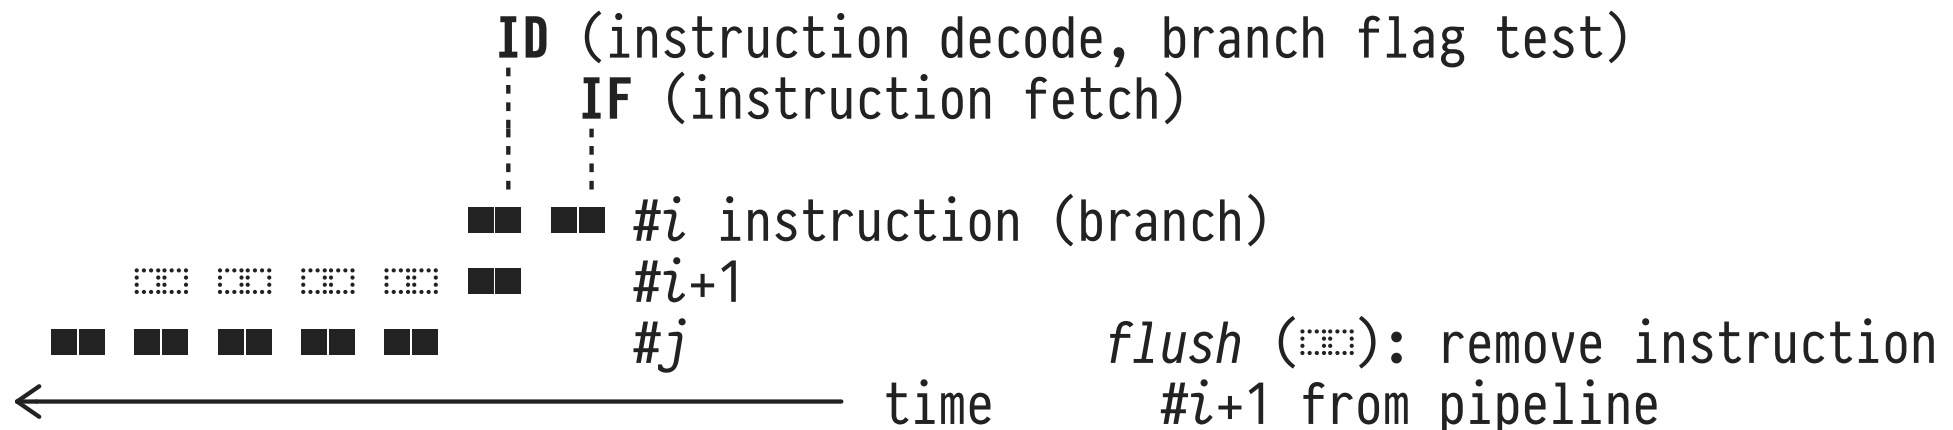 ID (instruction decode, branch flag test)
IF (instruction fetch)
#i instruction (branch)
#i+1
#j
flush (): remove instruction
time
#i+1 from pipeline